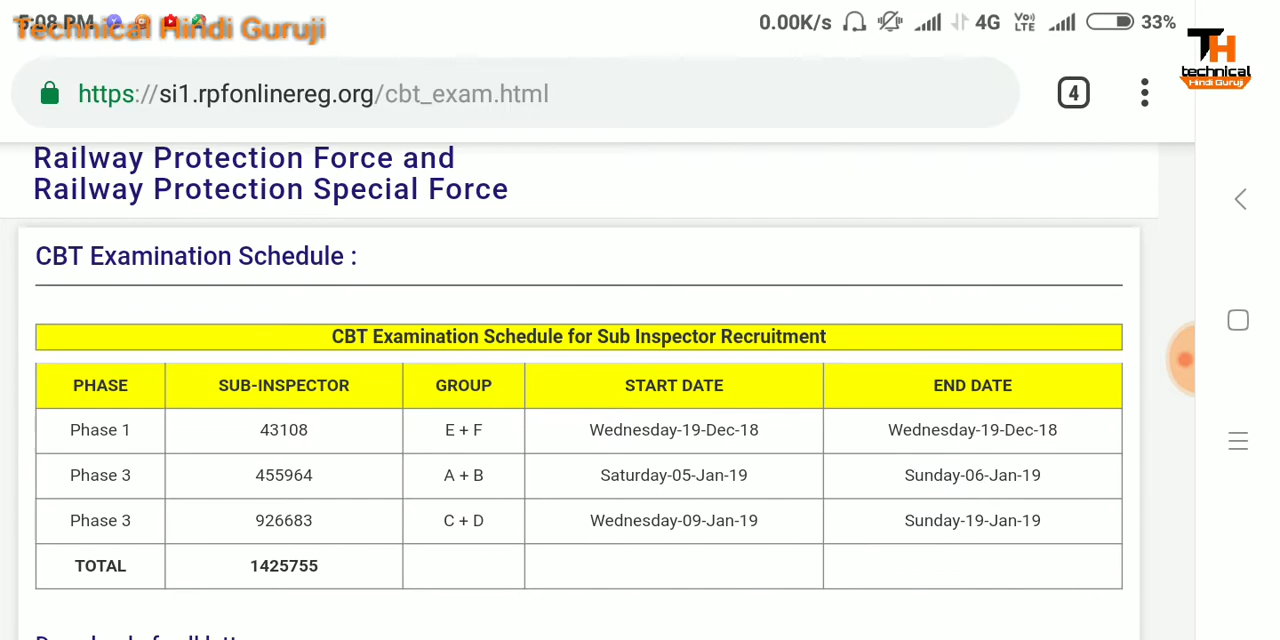 5:08 PM
Technical Hindi Guruji
0.00K/s 4G Vo) LTE 33%
TH
technical
Hindi Guruji
https://si1.rpfonlinereg.org/cbt_exam.html
4
Railway Protection Force and
Railway Protection Special Force
CBT Examination Schedule :
CBT Examination Schedule for Sub Inspector Recruitment
PHASE SUB-INSPECTOR GROUP START DATE END DATE
Phase 1 43108 E + F Wednesday-19-Dec-18 Wednesday-19-Dec-18
Phase 3 455964 A + B Saturday-05-Jan-19 Sunday-06-Jan-19
Phase 3 926683 C + D Wednesday-09-Jan-19 Sunday-19-Jan-19
TOTAL 1425755